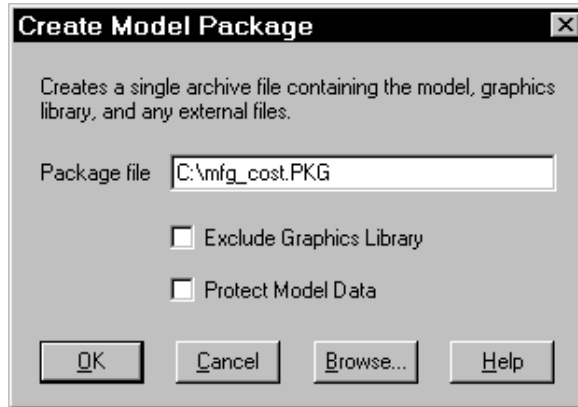 Create Model Package
Creates a single archive file containing the model, graphics
library, and any external files.
Package file C:\mfg_cost.PKG
Exclude Graphics Library
Protect Model Data
OK Cancel Browse... Help